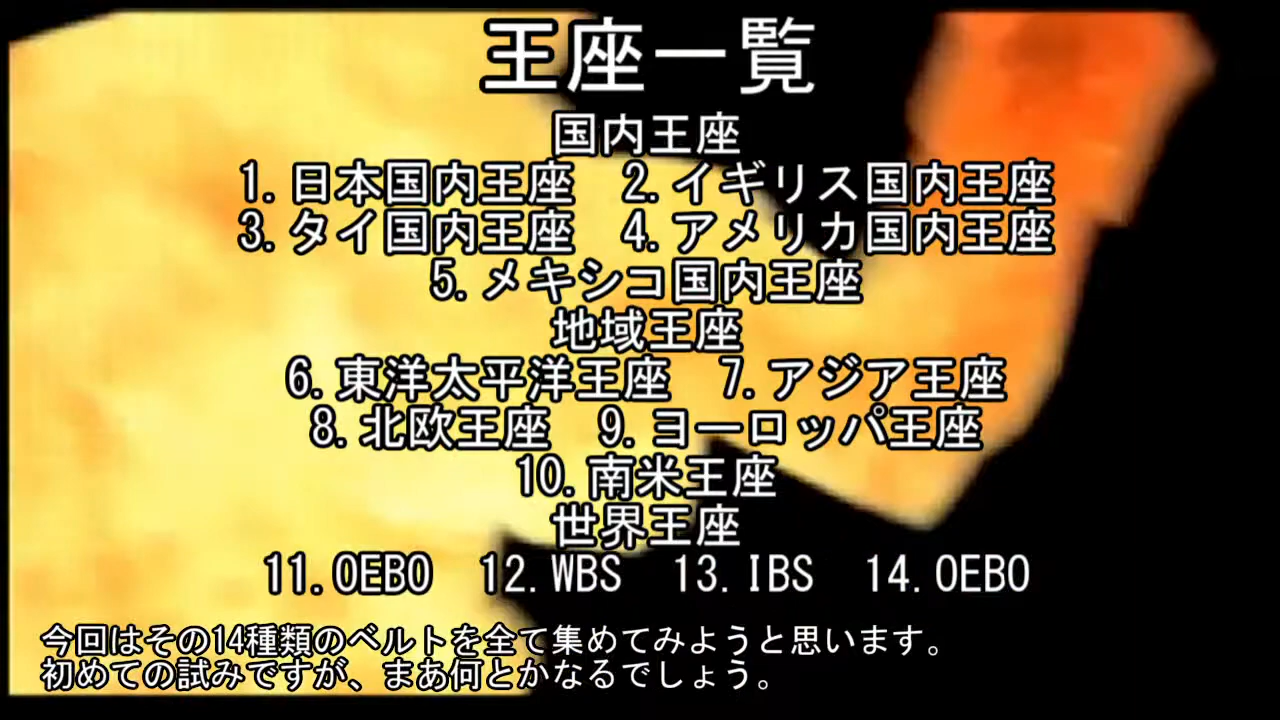 王座一覧
国内王座
1.日本国内王座　2.イギリス国内王座
3.タイ国内王座　4.アメリカ国内王座
5.メキシコ国内王座
地域王座
6.東洋太平洋王座　7.アジア王座
8.北欧王座　9.ヨーロッパ王座
10.南米王座
世界王座
11.OEBO　12.WBS　13.IBS　14.OEBO
今回はその14種類のベルトを全て集めてみようと思います。
初めての試みですが、まあ何とかなるでしょう。